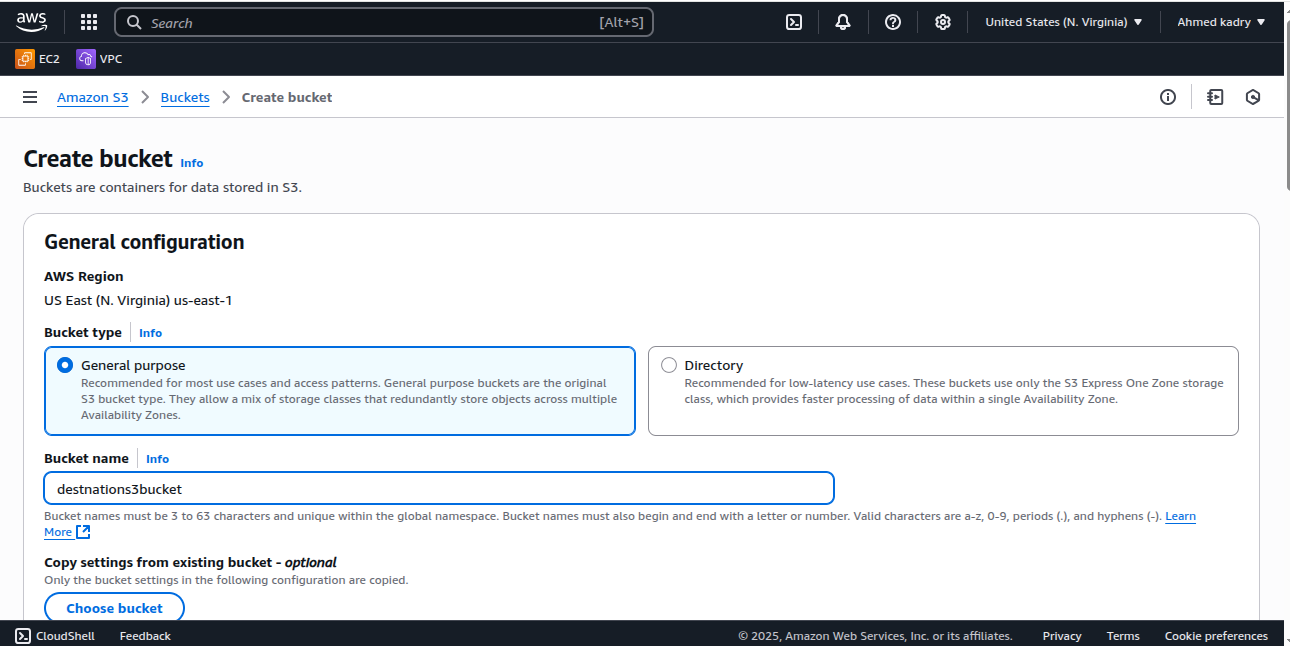 aws
Search [Alt+S] United States (N. Virginia) Ahmed kadry
EC2 VPC
Amazon S3 Buckets Create bucket
Create bucket Info
Buckets are containers for data stored in S3.
General configuration
AWS Region
US East (N. Virginia) us-east-1
Bucket type Info
General purpose
Recommended for most use cases and access patterns. General purpose buckets are the original
S3 bucket type. They allow a mix of storage classes that redundantly store objects across multiple
Availability Zones.
Directory
Recommended for low-latency use cases. These buckets use only the S3 Express One Zone storage
class, which provides faster processing of data within a single Availability Zone.
Bucket name Info
destnations3bucket
Bucket names must be 3 to 63 characters and unique within the global namespace. Bucket names must also begin and end with a letter or number. Valid characters are a-z, 0-9, periods (.), and hyphens (-). Learn
More
Copy settings from existing bucket - optional
Only the bucket settings in the following configuration are copied.
Choose bucket
CloudShell Feedback © 2025, Amazon Web Services, Inc. or its affiliates. Privacy Terms Cookie preferences